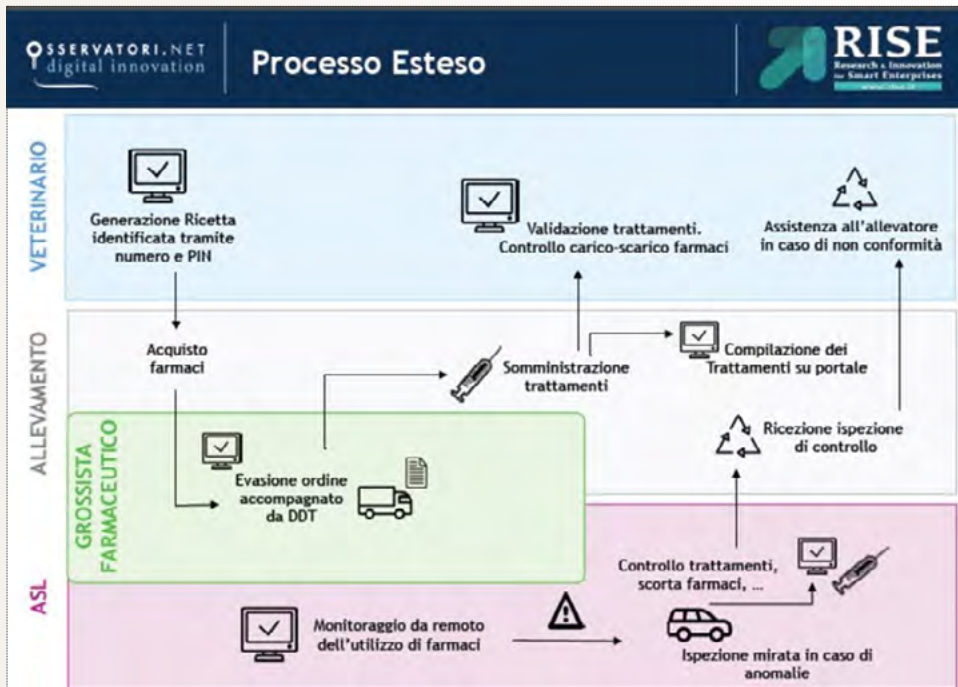 OSSERVATORI.NET
digital innovation
Processo Esteso
RISE
Research & Innovation
for Smart Enterprises
www.rise.it
VETERINARIO
Generazione Ricetta
identificata tramite
numero e PIN
Validazione trattamenti.
Controllo carico-scarico farmaci
Assistenza all'allevatore
in caso di non conformità
ALLEVAMENTO
Acquisto
farmaci
Somministrazione
trattamenti
Compilazione dei
Trattamenti su portale
Ricezione ispezione
di controllo
GROSSISTA
FARMACEUTICO
Evasione ordine
accompagnato
da DDT
ASL
Controllo trattamenti,
scorta farmaci, ...
Monitoraggio da remoto
dell'utilizzo di farmaci
Ispezione mirata in caso di
anomalie